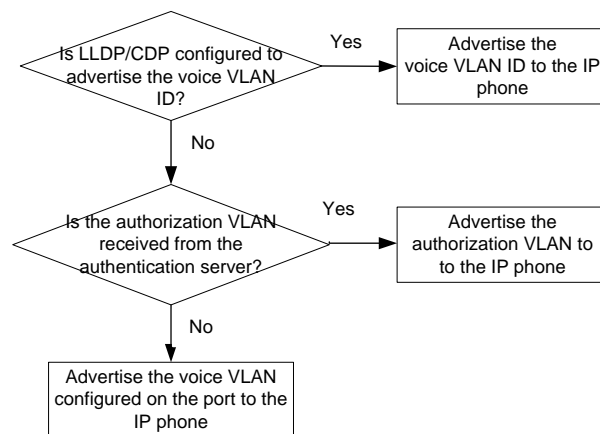 Is LLDP/CDP configured to
advertise the voice VLAN
ID?
Yes
Advertise the
voice VLAN ID to the IP
phone
No
Is the authorization VLAN
received from the
authentication server?
Yes
Advertise the
authorization VLAN to
to the IP phone
No
Advertise the voice VLAN
configured on the port to the
IP phone